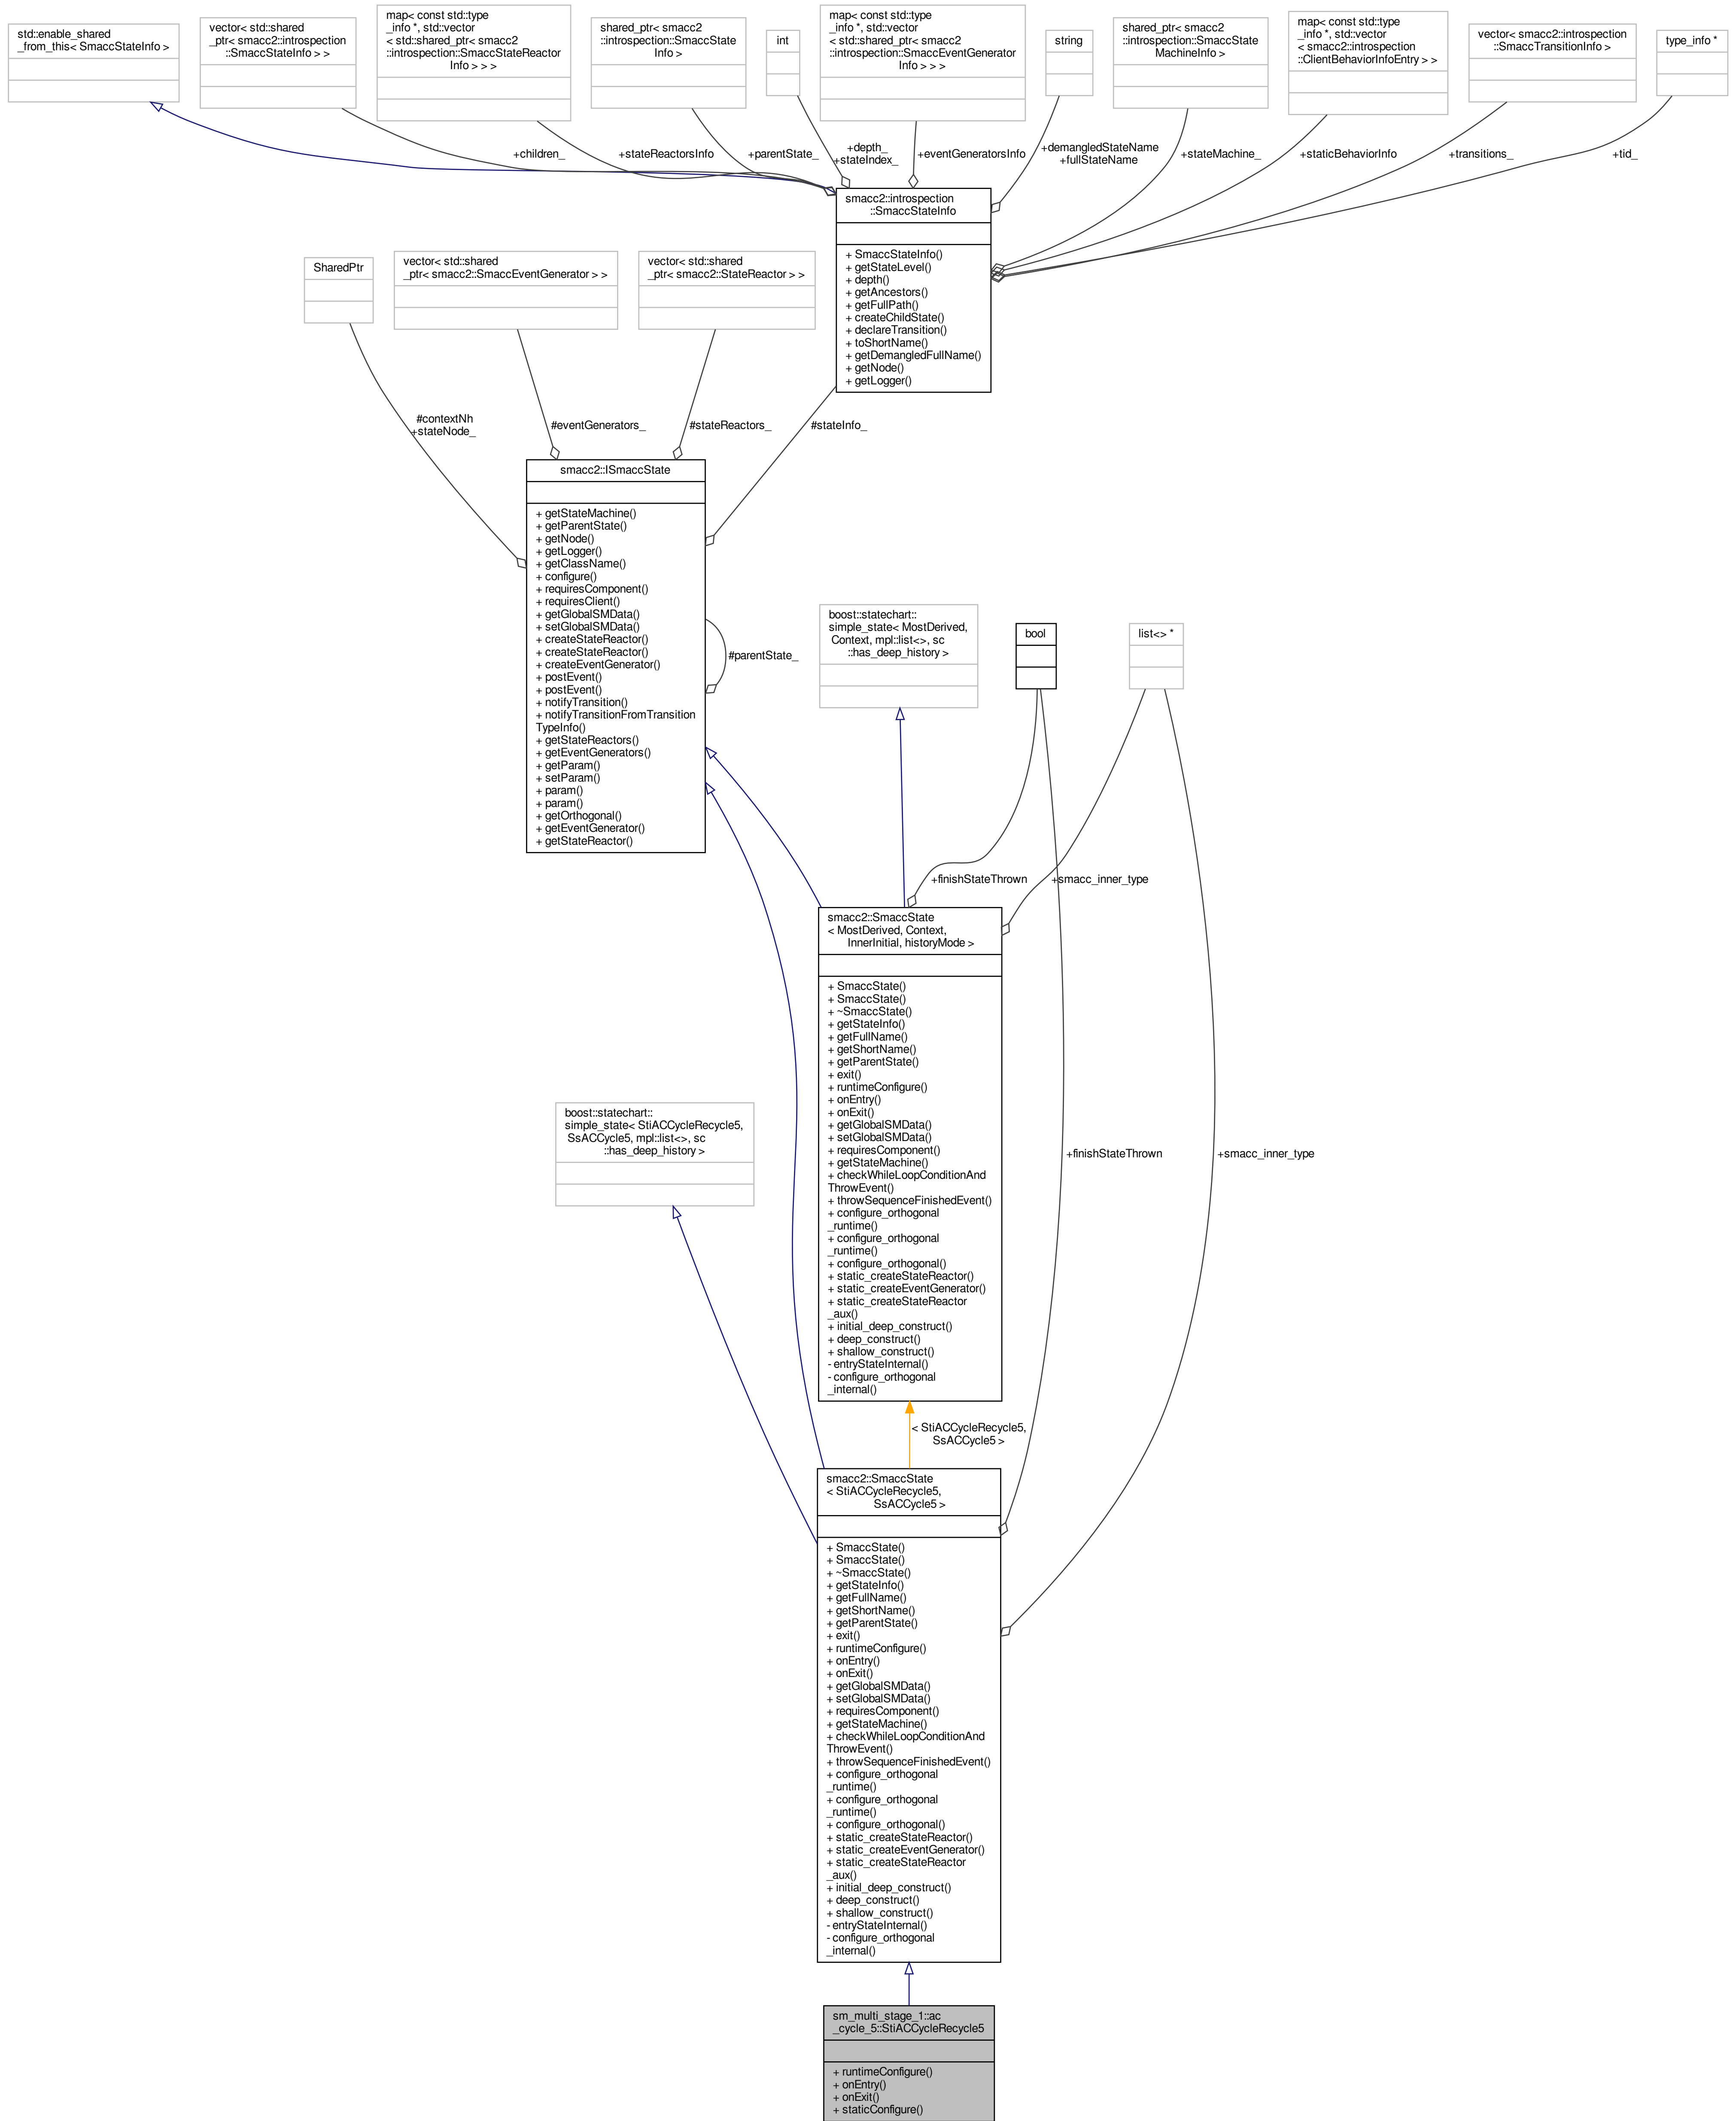 std::enable_shared
_from_this< SmaccStateInfo >
vector< std::shared
_ptr< smacc2::introspection
::SmaccStateInfo > >
map< const std::type
_info *, std::vector
< std::shared_ptr< smacc2
::introspection::SmaccStateReactor
Info > > >
shared_ptr< smacc2
::introspection::SmaccState
Info >
int
map< const std::type
_info *, std::vector
< std::shared_ptr< smacc2
::introspection::SmaccEventGenerator
Info > > >
string
shared_ptr< smacc2
::introspection::SmaccState
MachineInfo >
map< const std::type
_info *, std::vector
< smacc2::introspection
::ClientBehaviorInfoEntry > >
vector< smacc2::introspection
::SmaccTransitionInfo >
type_info *
+children_
+stateReactorsInfo
+parentState_
+depth_
+stateIndex_
+eventGeneratorsInfo
+demangledStateName
+fullStateName
+stateMachine_
+staticBehaviorInfo
+transitions_
+tid_
smacc2::introspection
::SmaccStateInfo
+ SmaccStateInfo()
+ getStateLevel()
+ depth()
+ getAncestors()
+ getFullPath()
+ createChildState()
+ declareTransition()
+ toShortName()
+ getDemangledFullName()
+ getNode()
+ getLogger()
SharedPtr
vector< std::shared
_ptr< smacc2::SmaccEventGenerator > >
vector< std::shared
_ptr< smacc2::StateReactor > >
#contextNh
+stateNode_
#eventGenerators_
#stateReactors_
#stateInfo_
smacc2::ISmaccState
+ getStateMachine()
+ getParentState()
+ getNode()
+ getLogger()
+ getClassName()
+ configure()
+ requiresComponent()
+ requiresClient()
+ getGlobalSMData()
+ setGlobalSMData()
+ createStateReactor()
+ createStateReactor()
+ createEventGenerator()
+ postEvent()
+ postEvent()
+ notifyTransition()
+ notifyTransitionFromTransition
TypeInfo()
+ getStateReactors()
+ getEventGenerators()
+ getParam()
+ setParam()
+ param()
+ param()
+ getOrthogonal()
+ getEventGenerator()
+ getStateReactor()
#parentState_
boost::statechart::
simple_state< MostDerived,
Context, mpl::list<>, sc
::has_deep_history >
bool
list<> *
+finishStateThrown
+smacc_inner_type
smacc2::SmaccState
< MostDerived, Context,
InnerInitial, historyMode >
+ SmaccState()
+ SmaccState()
+ ~SmaccState()
+ getStateInfo()
+ getFullName()
+ getShortName()
+ getParentState()
+ exit()
+ runtimeConfigure()
+ onEntry()
+ onExit()
+ getGlobalSMData()
+ setGlobalSMData()
+ requiresComponent()
+ getStateMachine()
+ checkWhileLoopConditionAnd
ThrowEvent()
+ throwSequenceFinishedEvent()
+ configure_orthogonal
_runtime()
+ configure_orthogonal
_runtime()
+ configure_orthogonal()
+ static_createStateReactor()
+ static_createEventGenerator()
+ static_createStateReactor
_aux()
+ initial_deep_construct()
+ deep_construct()
+ shallow_construct()
- entryStateInternal()
- configure_orthogonal
_internal()
boost::statechart::
simple_state< StiACCycleRecycle5,
SsACCycle5, mpl::list<>, sc
::has_deep_history >
+finishStateThrown
+smacc_inner_type
< StiACCycleRecycle5,
SsACCycle5 >
smacc2::SmaccState
< StiACCycleRecycle5,
SsACCycle5 >
+ SmaccState()
+ SmaccState()
+ ~SmaccState()
+ getStateInfo()
+ getFullName()
+ getShortName()
+ getParentState()
+ exit()
+ runtimeConfigure()
+ onEntry()
+ onExit()
+ getGlobalSMData()
+ setGlobalSMData()
+ requiresComponent()
+ getStateMachine()
+ checkWhileLoopConditionAnd
ThrowEvent()
+ throwSequenceFinishedEvent()
+ configure_orthogonal
_runtime()
+ configure_orthogonal
_runtime()
+ configure_orthogonal()
+ static_createStateReactor()
+ static_createEventGenerator()
+ static_createStateReactor
_aux()
+ initial_deep_construct()
+ deep_construct()
+ shallow_construct()
- entryStateInternal()
- configure_orthogonal
_internal()
sm_multi_stage_1::ac
_cycle_5::StiACCycleRecycle5
+ runtimeConfigure()
+ onEntry()
+ onExit()
+ staticConfigure()